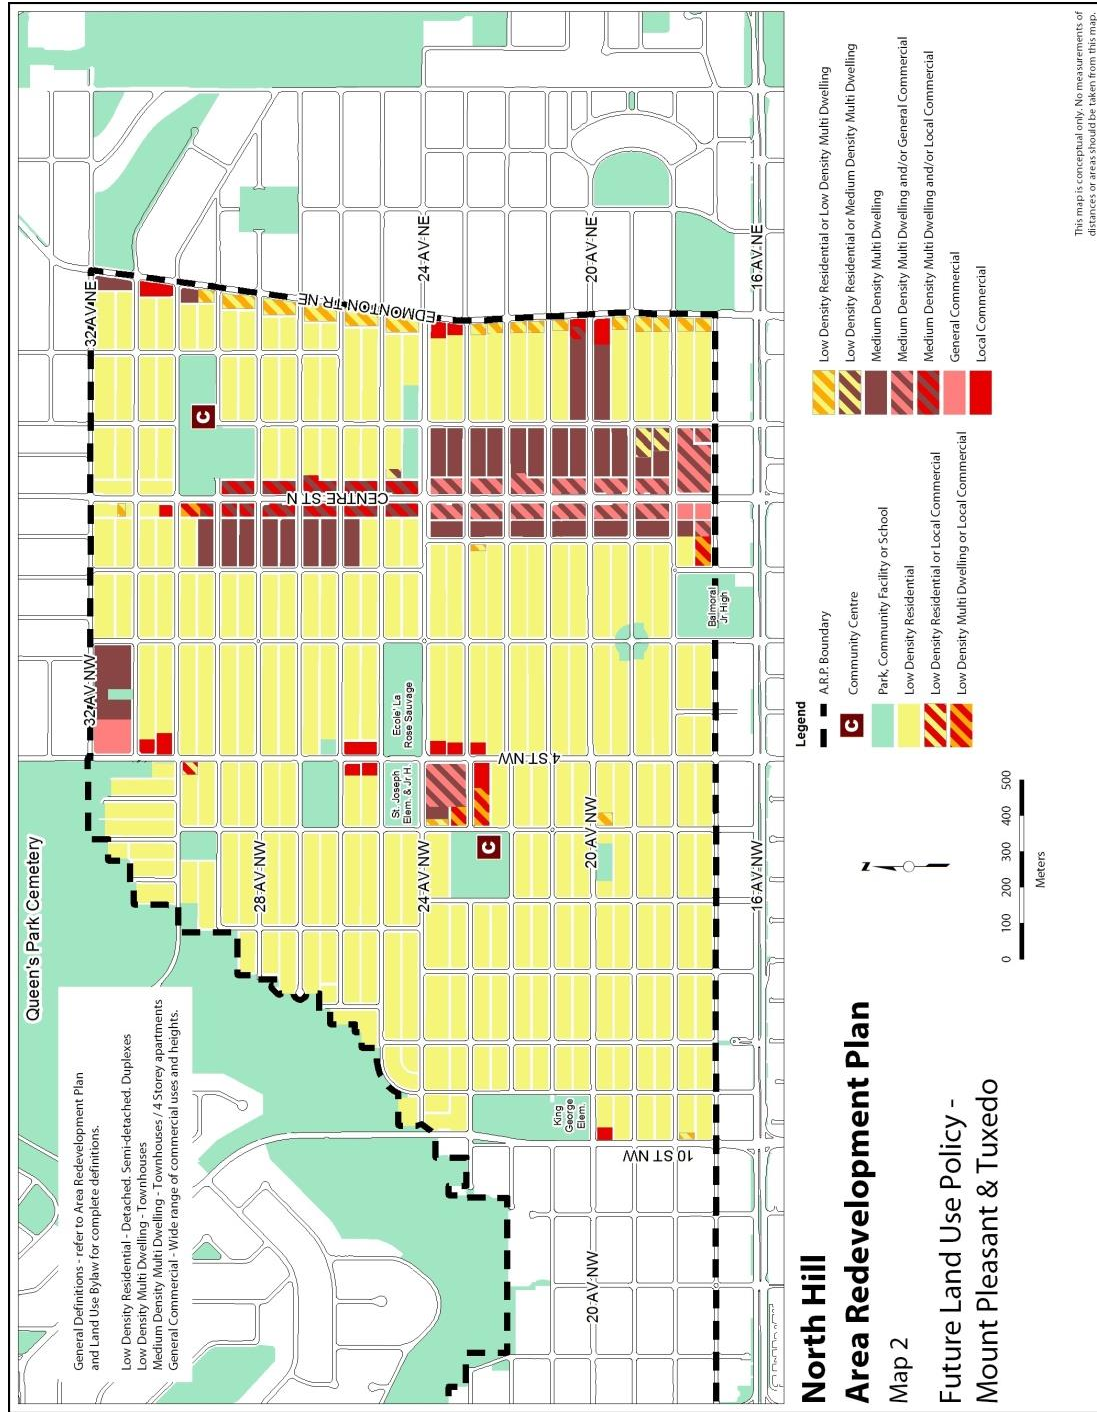 Queen's Park Cemetery
General Definitions - refer to Area Redevelopment Plan
and Land Use Bylaw for complete definitions.
Low Density Residential - Detached. Semi-detached. Duplexes
Low Density Multi Dwelling - Townhouses
Medium Density Multi Dwelling - Townhouses / 4 Storey apartments
General Commercial - Wide range of commercial uses and heights.
32 AV NW
32 AV NE
28 AV NW
24 AV NW
24 AV NE
20 AV NW
20 AV NW
20 AV NE
16 AV NW
16 AV NE
10 ST NW
4 ST NW
CENTRE ST N
EDMONTON TR NE
C
C
King
George
Elem.
St. Joseph
Elem. & Jr H.
Ecole' La
Rose Sauvage
Balmoral
Jr High
North Hill
Area Redevelopment Plan
Map 2
Future Land Use Policy -
Mount Pleasant & Tuxedo
N
0 100 200 300 400 500
Meters
Legend
A.R.P. Boundary
C
Community Centre
Park, Community Facility or School
Low Density Residential
Low Density Residential or Local Commercial
Low Density Multi Dwelling or Local Commercial
Low Density Residential or Low Density Multi Dwelling
Low Density Residential or Medium Density Multi Dwelling
Medium Density Multi Dwelling
Medium Density Multi Dwelling and/or General Commercial
Medium Density Multi Dwelling and/or Local Commercial
General Commercial
Local Commercial
This map is conceptual only. No measurements of
distances or areas should be taken from this map.